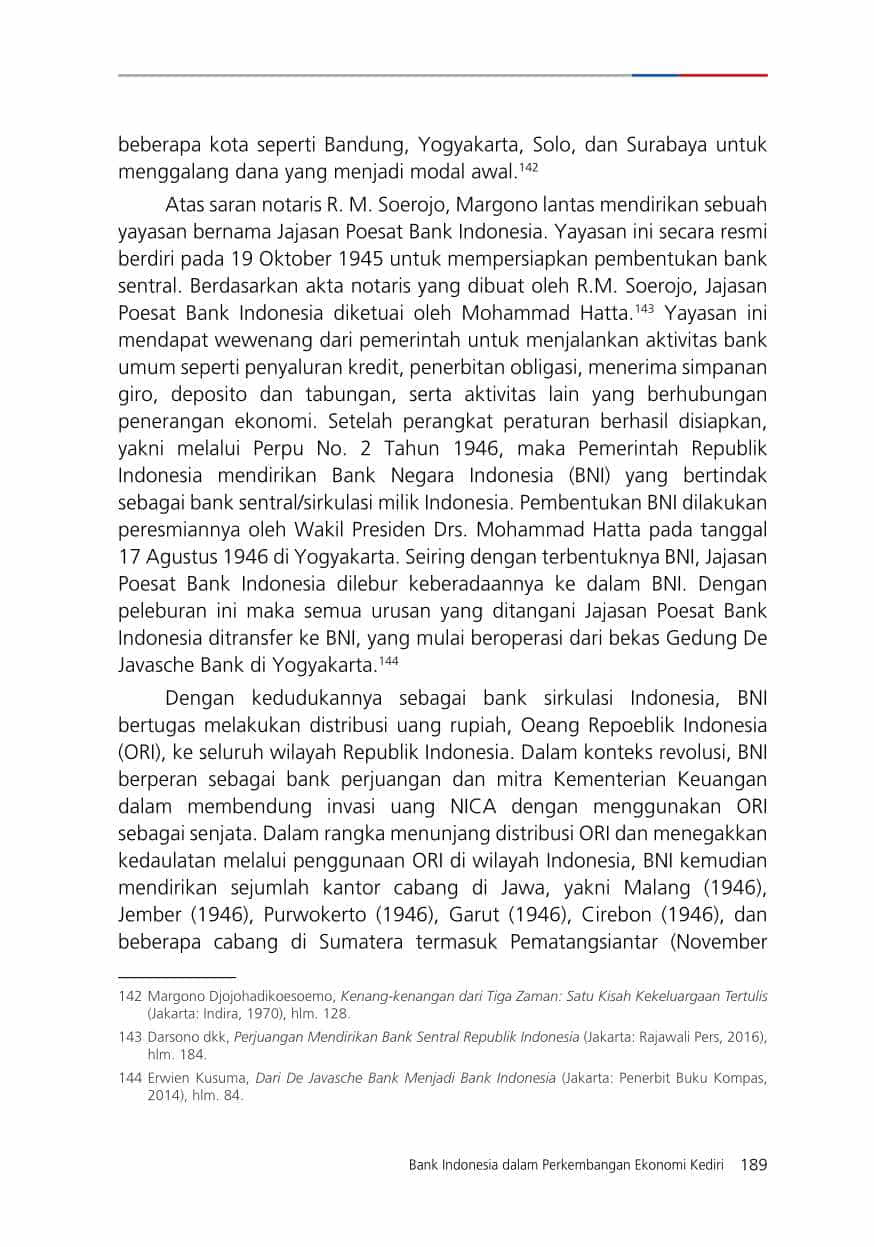 beberapa kota seperti Bandung, Yogyakarta, Solo, dan Surabaya untuk
menggalang dana yang menjadi modal awal.142
Atas saran notaris R. M. Soerojo, Margono lantas mendirikan sebuah
yayasan bernama Jajasan Poesat Bank Indonesia. Yayasan ini secara resmi
berdiri pada 19 Oktober 1945 untuk mempersiapkan pembentukan bank
sentral. Berdasarkan akta notaris yang dibuat oleh R.M. Soerojo, Jajasan
Poesat Bank Indonesia diketuai oleh Mohammad Hatta.143 Yayasan ini
mendapat wewenang dari pemerintah untuk menjalankan aktivitas bank
umum seperti penyaluran kredit, penerbitan obligasi, menerima simpanan
giro, deposito dan tabungan, serta aktivitas lain yang berhubungan
penerangan ekonomi. Setelah perangkat peraturan berhasil disiapkan,
yakni melalui Perpu No. 2 Tahun 1946, maka Pemerintah Republik
Indonesia mendirikan Bank Negara Indonesia (BNI) yang bertindak
sebagai bank sentral/sirkulasi milik Indonesia. Pembentukan BNI dilakukan
peresmiannya oleh Wakil Presiden Drs. Mohammad Hatta pada tanggal
17 Agustus 1946 di Yogyakarta. Seiring dengan terbentuknya BNI, Jajasan
Poesat Bank Indonesia dilebur keberadaannya ke dalam BNI. Dengan
peleburan ini maka semua urusan yang ditangani Jajasan Poesat Bank
Indonesia ditransfer ke BNI, yang mulai beroperasi dari bekas Gedung De
Javasche Bank di Yogyakarta.144
Dengan kedudukannya sebagai bank sirkulasi Indonesia, BNI
bertugas melakukan distribusi uang rupiah, Oeang Repoeblik Indonesia
(ORI), ke seluruh wilayah Republik Indonesia. Dalam konteks revolusi, BNI
berperan sebagai bank perjuangan dan mitra Kementerian Keuangan
dalam membendung invasi uang NICA dengan menggunakan ORI
sebagai senjata. Dalam rangka menunjang distribusi ORI dan menegakkan
kedaulatan melalui penggunaan ORI di wilayah Indonesia, BNI kemudian
mendirikan sejumlah kantor cabang di Jawa, yakni Malang (1946),
Jember (1946), Purwokerto (1946), Garut (1946), Cirebon (1946), dan
beberapa cabang di Sumatera termasuk Pematangsiantar (November
142 Margono Djojohadikoesoemo, Kenang-kenangan dari Tiga Zaman: Satu Kisah Kekeluargaan Tertulis
(Jakarta: Indira, 1970), hlm. 128.
143 Darsono dkk, Perjuangan Mendirikan Bank Sentral Republik Indonesia (Jakarta: Rajawali Pers, 2016),
hlm. 184.
144 Erwien Kusuma, Dari De Javasche Bank Menjadi Bank Indonesia (Jakarta: Penerbit Buku Kompas,
2014), hlm. 84.
Bank Indonesia dalam Perkembangan Ekonomi Kediri 189